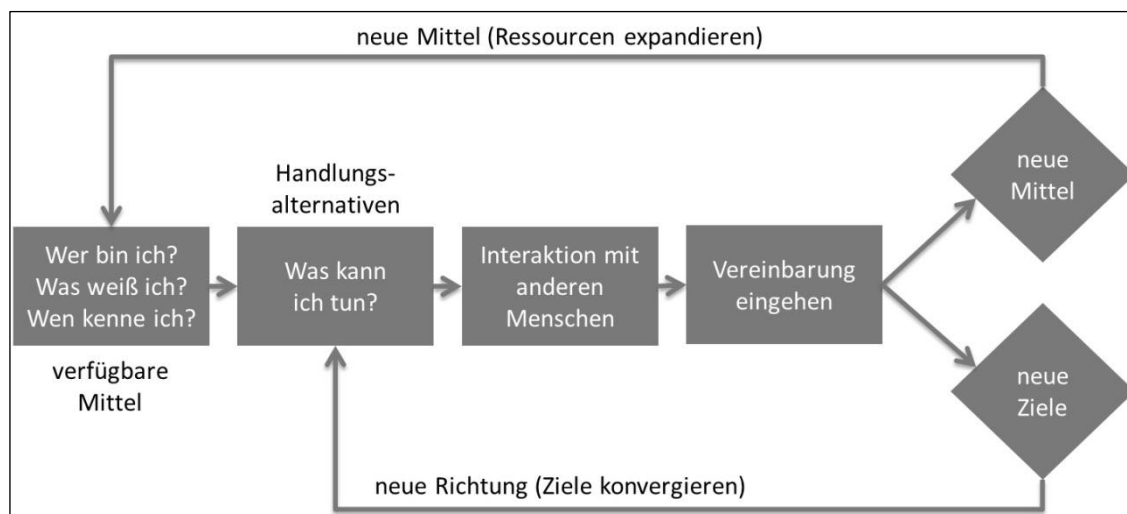 neue Mittel (Ressourcen expandieren)
neue
Mittel
Handlungs-
alternativen
Wer bin ich?
Was weiß ich?
Wen kenne ich?
Was kann
ich tun?
Interaktion mit
anderen
Menschen
Vereinbarung
eingehen
verfügbare
Mittel
neue
Ziele
neue Richtung (Ziele konvergieren)